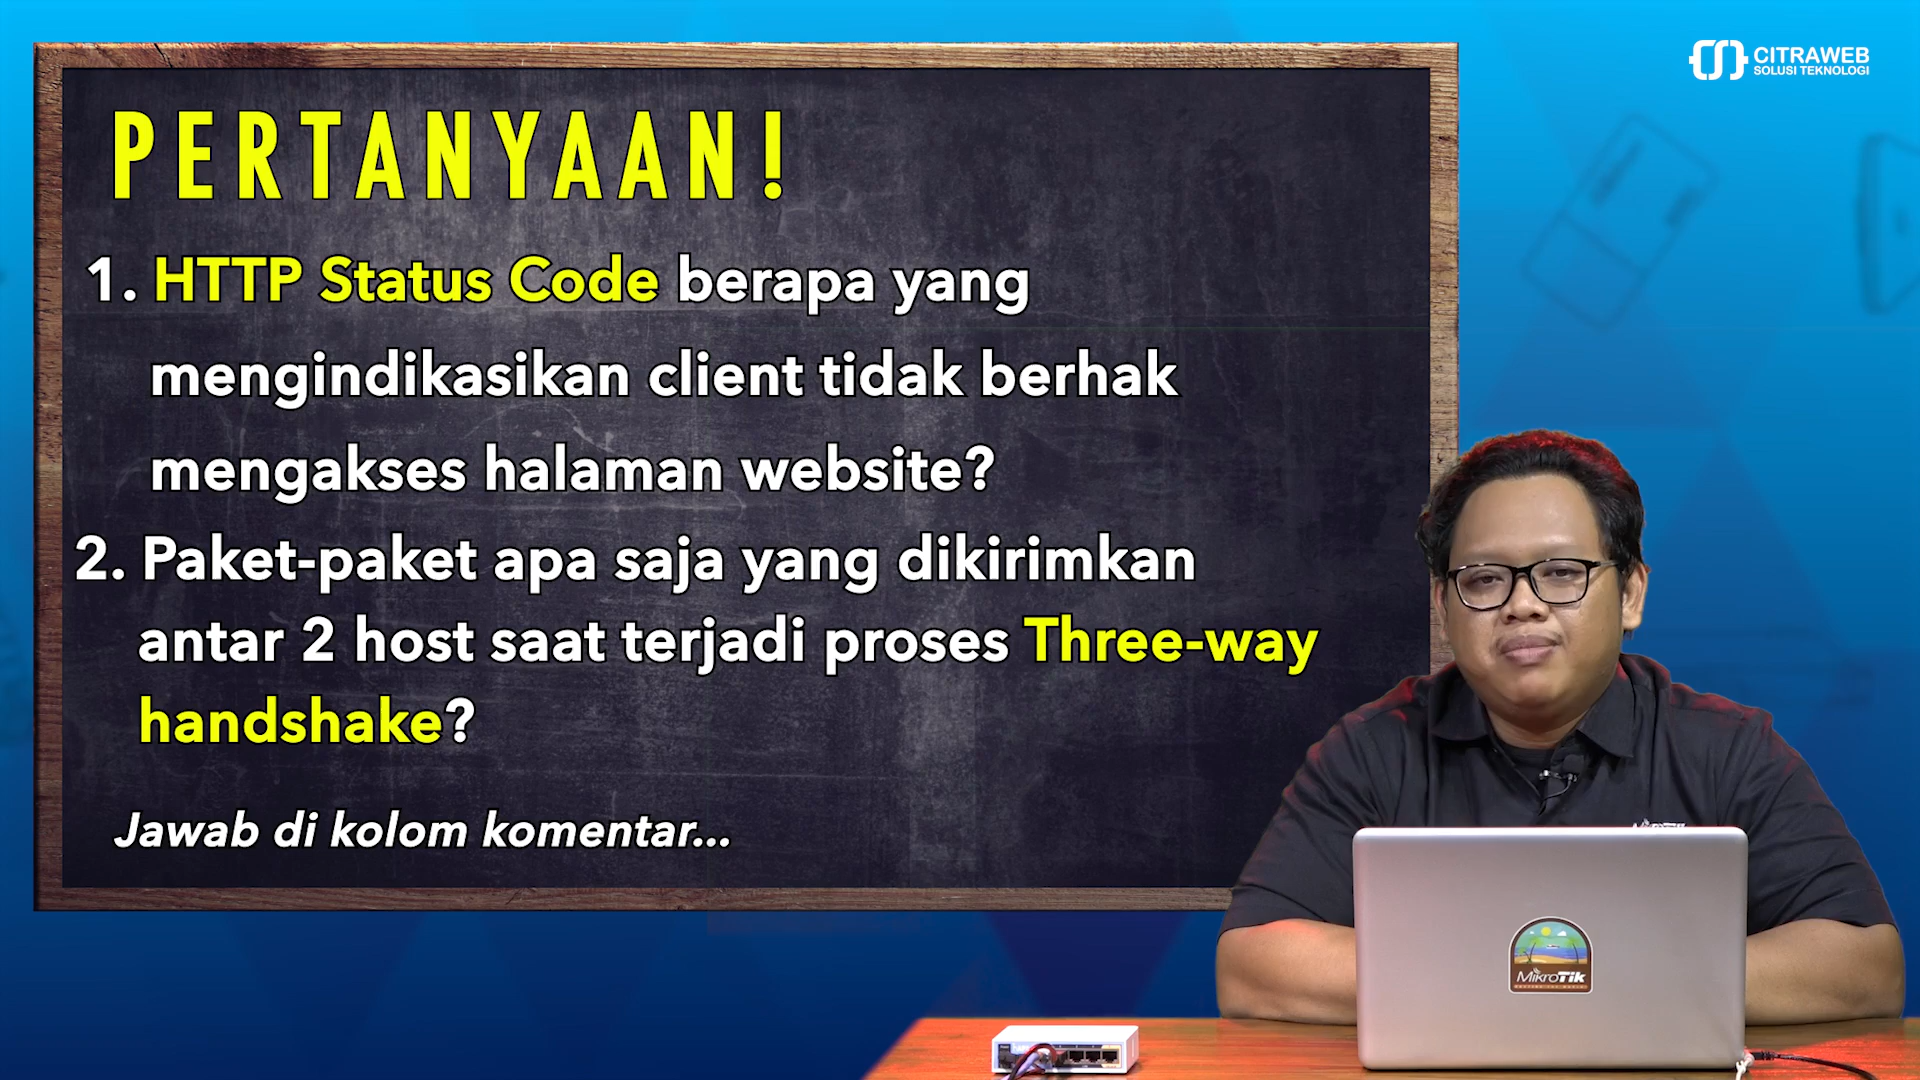 CITRAWEB
SOLUSI TEKNOLOGI
PERTANYAAN!
1. HTTP Status Code berapa yang
mengindikasikan client tidak berhak
mengakses halaman website?
2. Paket-paket apa saja yang dikirimkan
antar 2 host saat terjadi proses Three-way
handshake?
Jawab di kolom komentar...
MikroTik